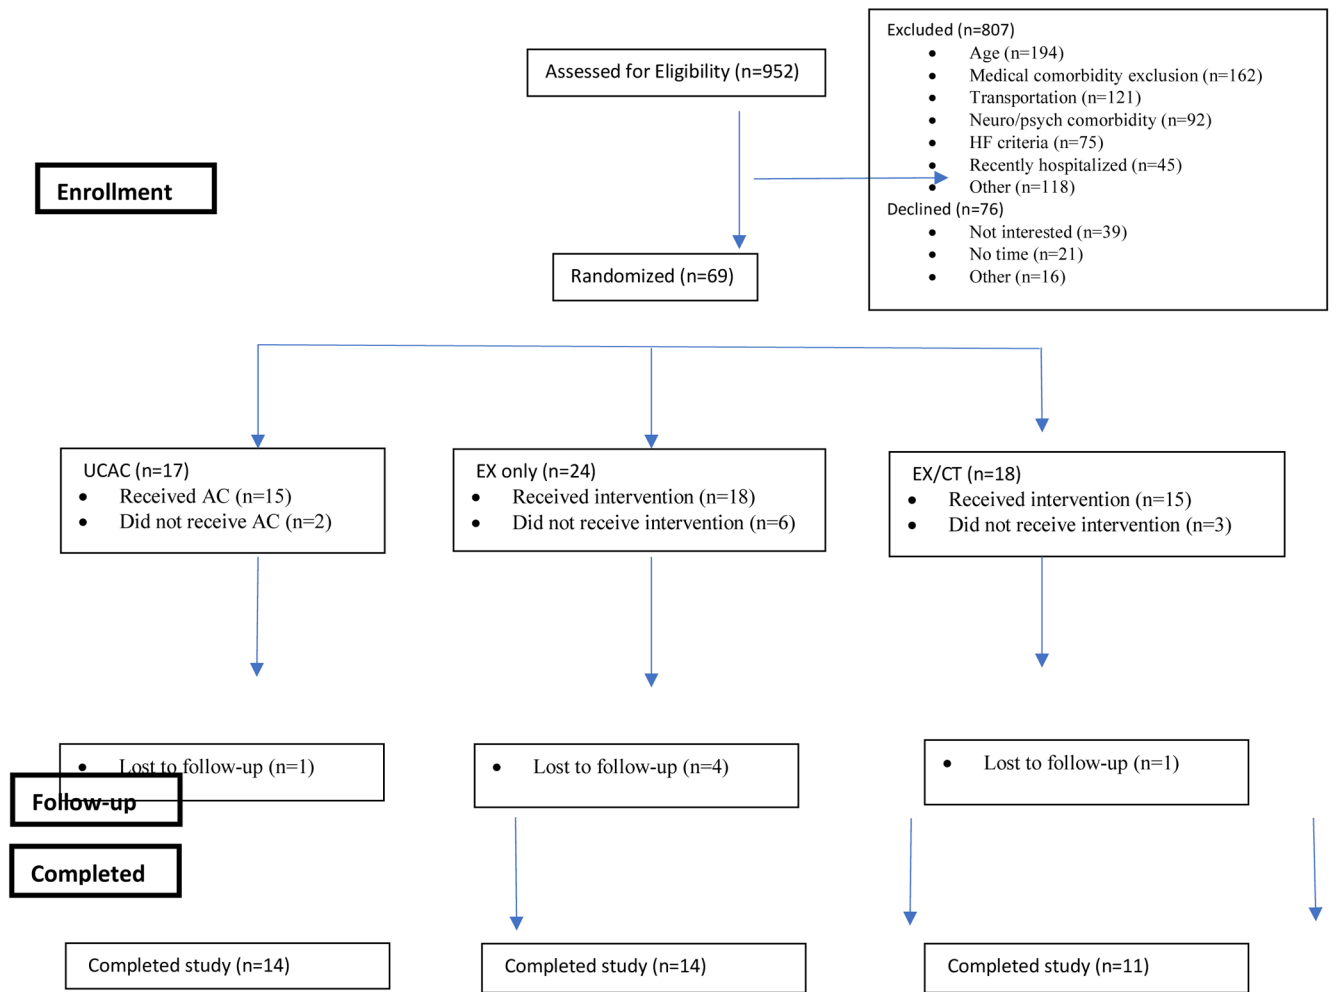 Assessed for Eligibility (n=952)
Excluded (n=807)
• Age (n=194)
• Medical comorbidity exclusion (n=162)
• Transportation (n=121)
• Neuro/psych comorbidity (n=92)
• HF criteria (n=75)
• Recently hospitalized (n=45)
• Other (n=118)
Declined (n=76)
• Not interested (n=39)
• No time (n=21)
• Other (n=16)
Enrollment
Randomized (n=69)
UCAC (n=17)
• Received AC (n=15)
• Did not receive AC (n=2)
EX only (n=24)
• Received intervention (n=18)
• Did not receive intervention (n=6)
EX/CT (n=18)
• Received intervention (n=15)
• Did not receive intervention (n=3)
• Lost to follow-up (n=1)
• Lost to follow-up (n=4)
• Lost to follow-up (n=1)
Follow-up
Completed
Completed study (n=14)
Completed study (n=14)
Completed study (n=11)